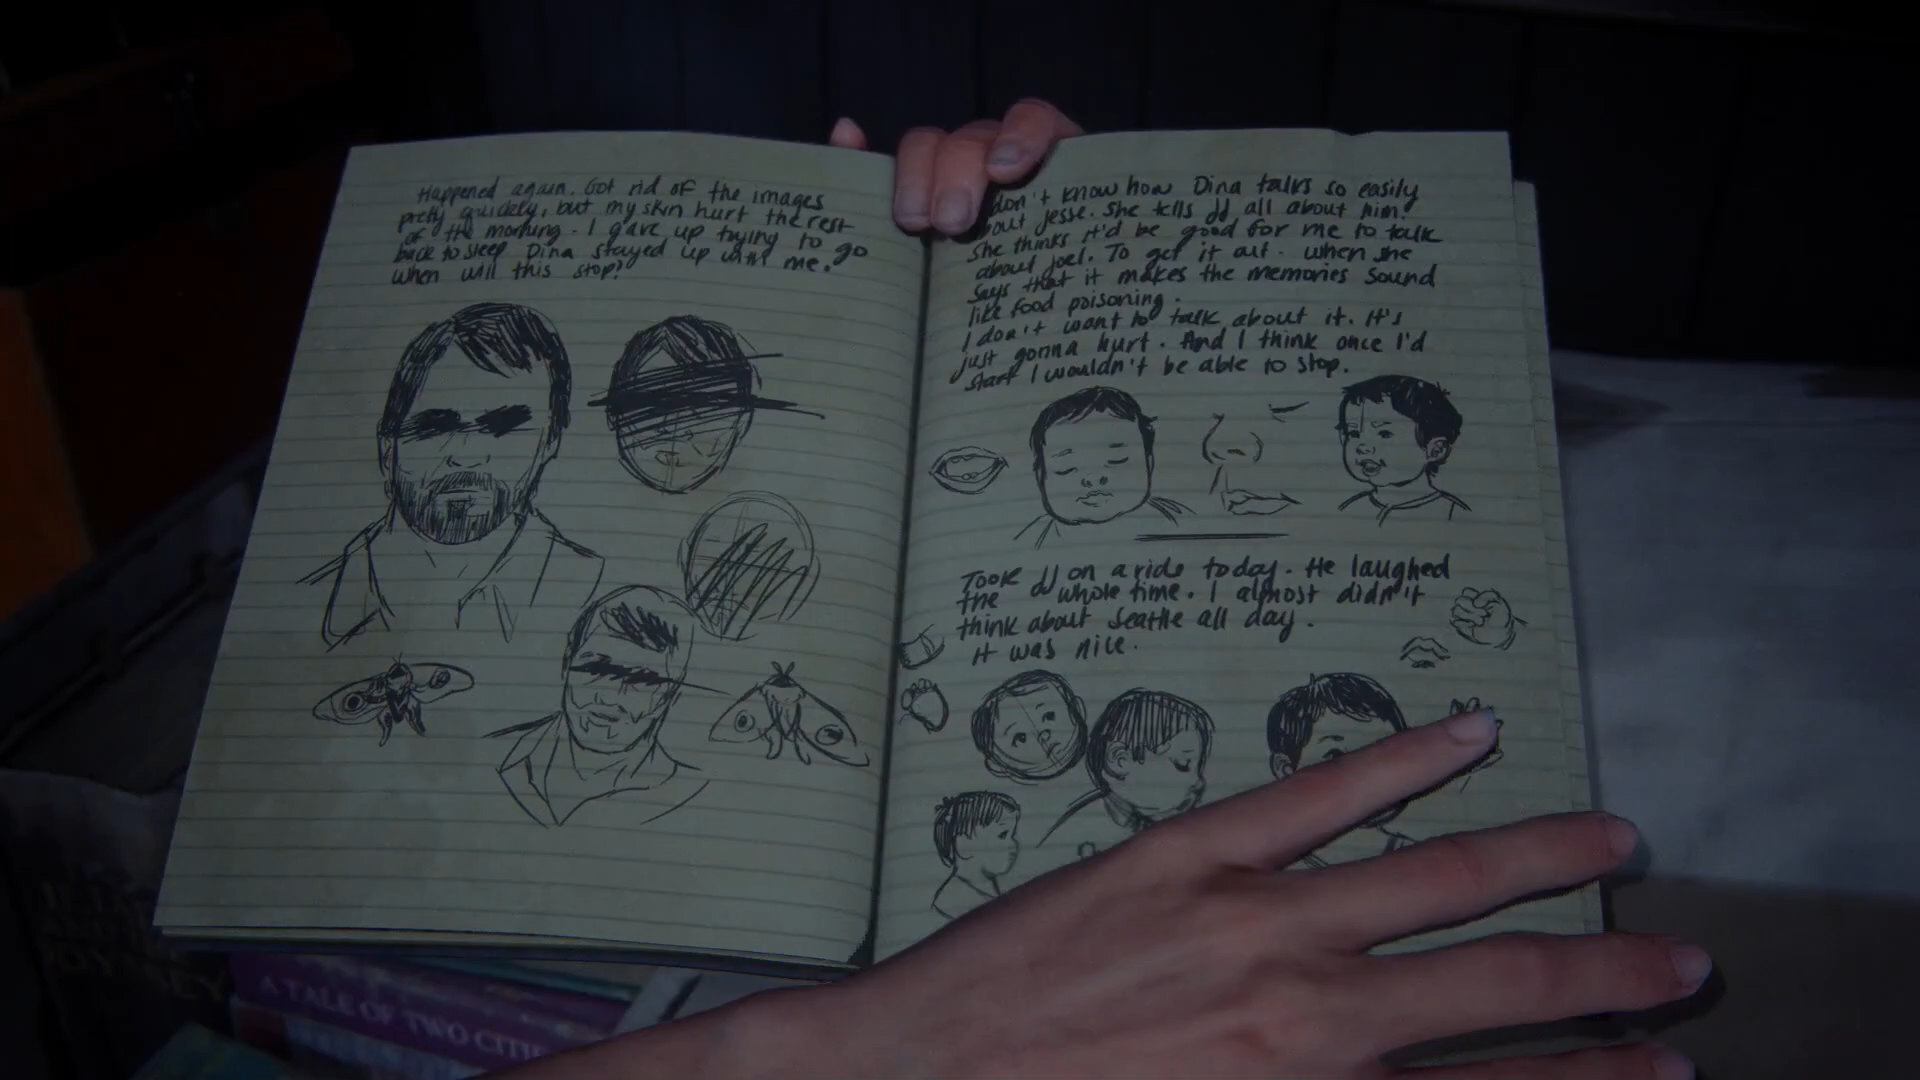 Happened again. Got rid of the images
pretty quickly, but my skin hurt the rest
of the morning. I gave up trying to go
back to sleep. Dina stayed up with me.
When will this stop?
don't know how Dina talks so easily
bout Jesse. She tells JJ all about him.
She thinks it'd be good for me to talk
about Joel. To get it out. When she
says that it makes the memories sound
like food poisoning.
I don't want to talk about it. It's
just gonna hurt. And I think once I'd
start I wouldn't be able to stop.
Took JJ on a ride today. He laughed
the whole time. I almost didn't
think about Seattle all day.
It was nice.
A TALE OF TWO CITIE